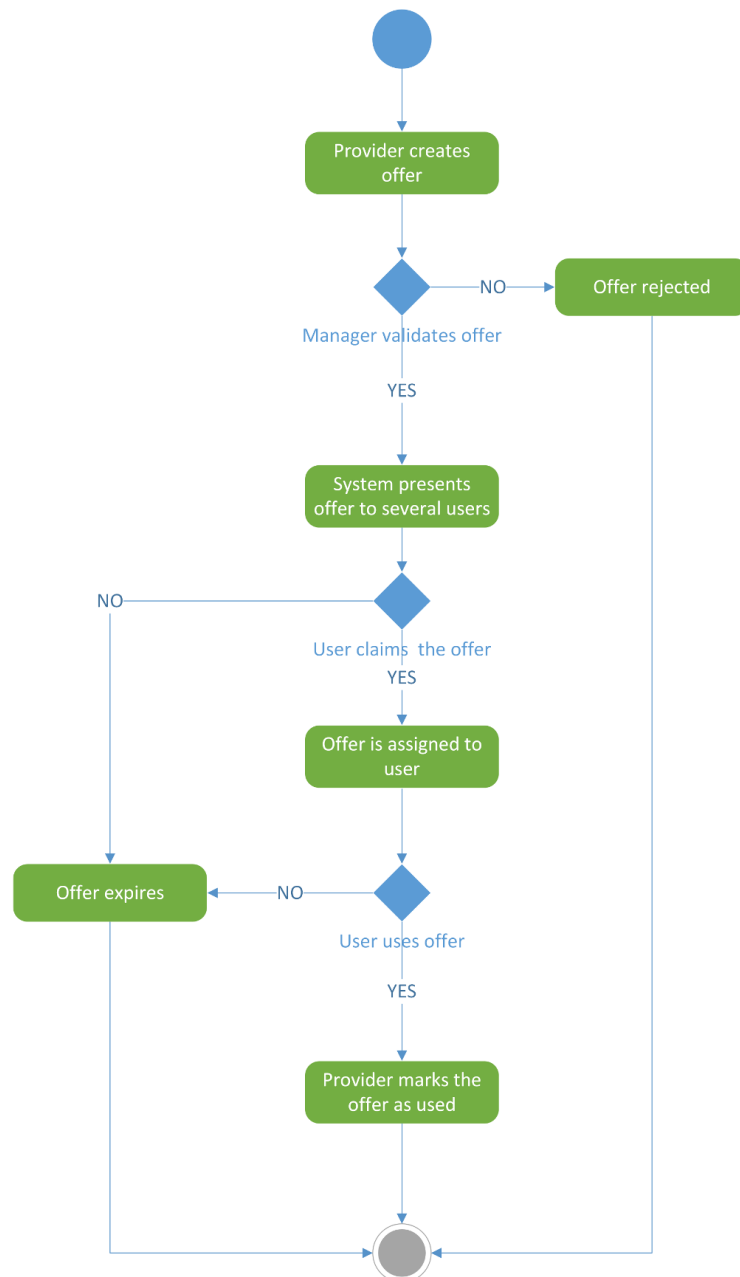 Provider creates
offer
NO
Offer rejected
Manager validates offer
YES
System presents
offer to several users
NO
User claims  the offer
YES
Offer is assigned to
user
Offer expires
NO
User uses offer
YES
Provider marks the
offer as used